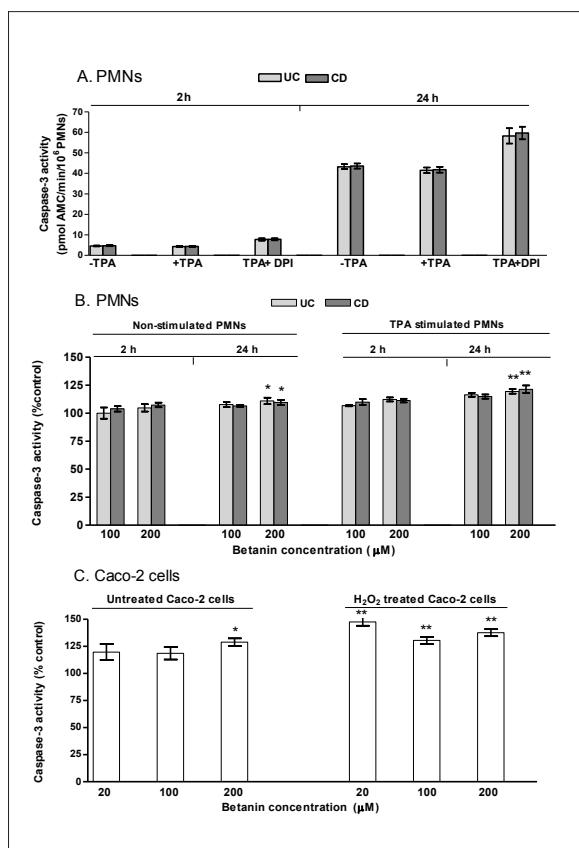 A. PMNs
UC CD
2h 24 h
Caspase-3 activity
(pmol AMC/min/10⁶ PMNs)
70
60
50
40
30
20
10
0
-TPA +TPA TPA+ DPI -TPA +TPA TPA+DPI
B. PMNs
UC CD
Non-stimulated PMNs TPA stimulated PMNs
2 h 24 h 2 h 24 h
Caspase-3 activity (%control)
150
125
100
75
50
25
0
* * ** **
100 200 100 200 100 200 100 200
Betanin concentration (µM)
C. Caco-2 cells
Untreated Caco-2 cells H₂O₂ treated Caco-2 cells
Caspase-3 activity (% control)
150
125
100
75
50
25
0
* ** ** **
20 100 200 20 100 200
Betanin concentration (µM)